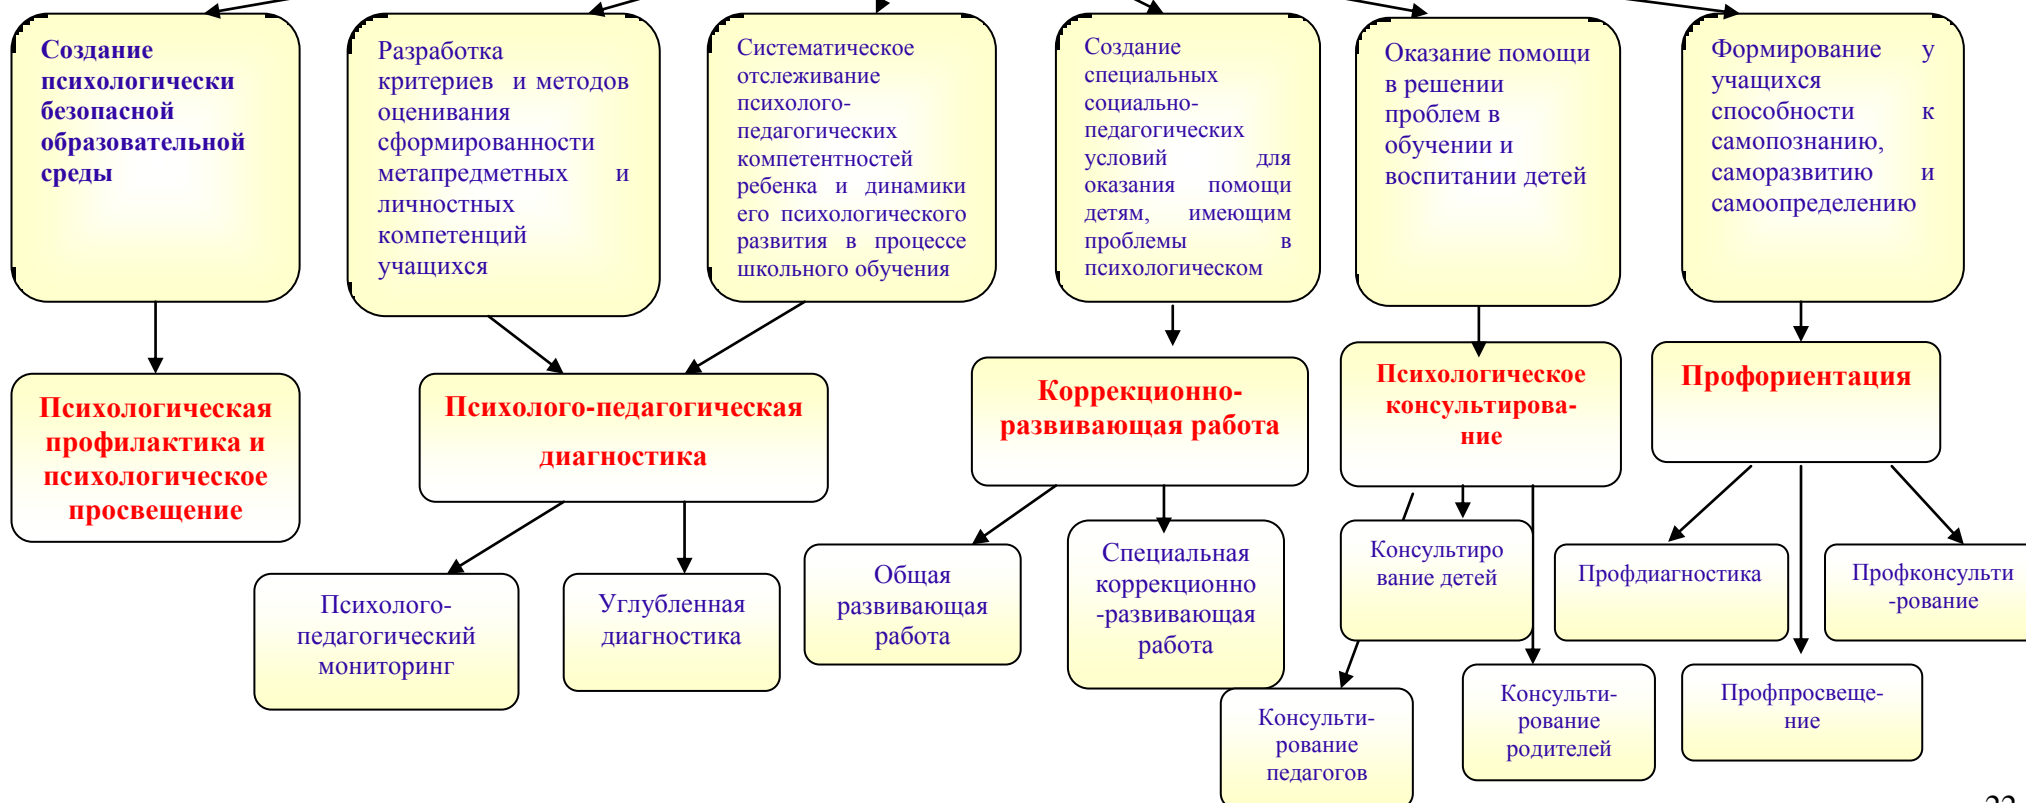 Создание
психологически
безопасной
образовательной
среды
Разработка
критериев и методов
оценивания
сформированности
метапредметных и
личностных
компетенций
учащихся
Систематическое
отслеживание
психолого-
педагогических
компетентностей
ребенка и динамики
его психологического
развития в процессе
школьного обучения
Создание
специальных
социально-
педагогических
условий для
оказания помощи
детям, имеющим
проблемы в
психологическом
Оказание помощи
в решении
проблем в
обучении и
воспитании детей
Формирование у
учащихся
способности к
самопознанию,
саморазвитию и
самоопределению
Психологическая
профилактика и
психологическое
просвещение
Психолого-педагогическая
диагностика
Коррекционно-
развивающая работа
Психологическое
консультирова-
ние
Профориентация
Психолого-
педагогический
мониторинг
Углубленная
диагностика
Общая
развивающая
работа
Специальная
коррекционно
-развивающая
работа
Консультиро
вание детей
Профдиагностика
Профконсульти
-рование
Консульти-
рование
педагогов
Консульти-
рование
родителей
Профпросвеще-
ние